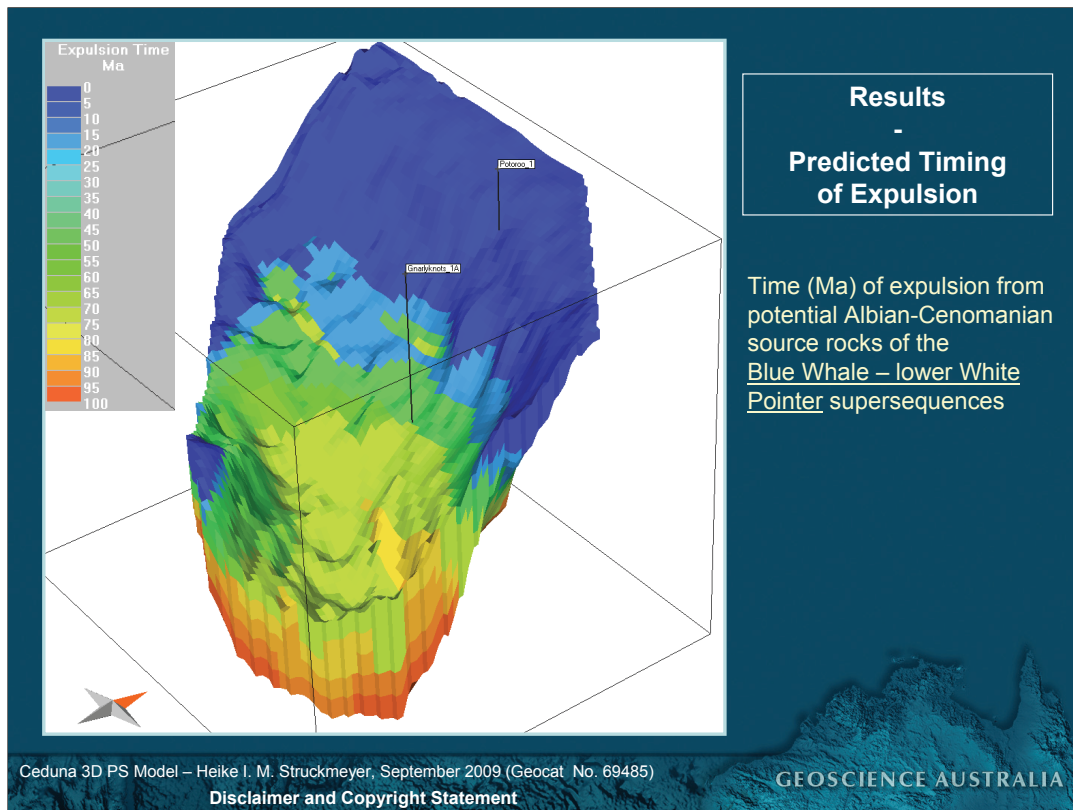 Expulsion Time
Ma
0
5
10
15
20
25
30
35
40
45
50
55
60
65
70
75
80
85
90
95
100
Potoroo_1
Gnarlyknots_1A
Results
-
Predicted Timing
of Expulsion
Time (Ma) of expulsion from
potential Albian-Cenomanian
source rocks of the
Blue Whale – lower White
Pointer supersequences
Ceduna 3D PS Model – Heike I. M. Struckmeyer, September 2009 (Geocat No. 69485)
Disclaimer and Copyright Statement
GEOSCIENCE AUSTRALIA